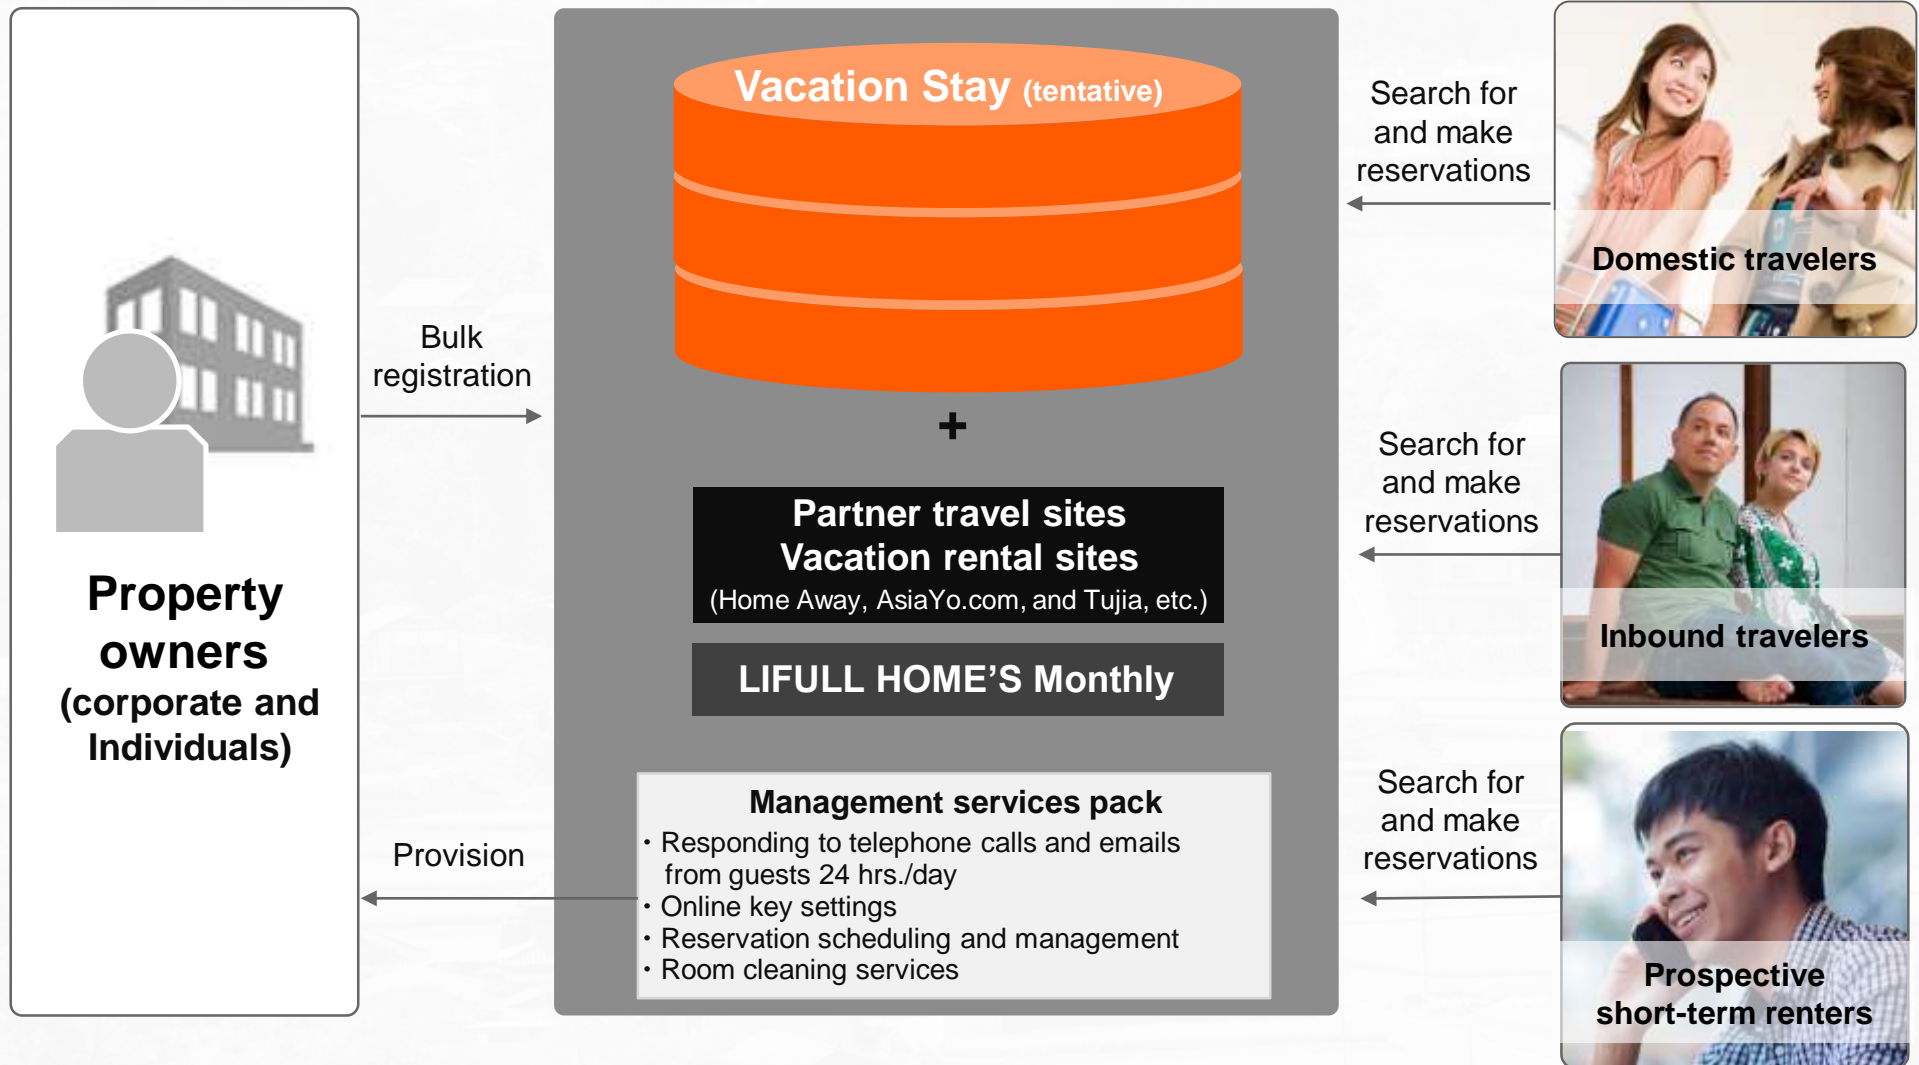 Property
owners
(corporate and
Individuals)
Bulk
registration
Provision
Vacation Stay (tentative)
+
Partner travel sites
Vacation rental sites
(Home Away, AsiaYo.com, and Tujia, etc.)
LIFULL HOME’S Monthly
Management services pack
・Responding to telephone calls and emails
from guests 24 hrs./day
・Online key settings
・Reservation scheduling and management
・Room cleaning services
Search for
and make
reservations
Domestic travelers
Search for
and make
reservations
Inbound travelers
Search for
and make
reservations
Prospective
short-term renters